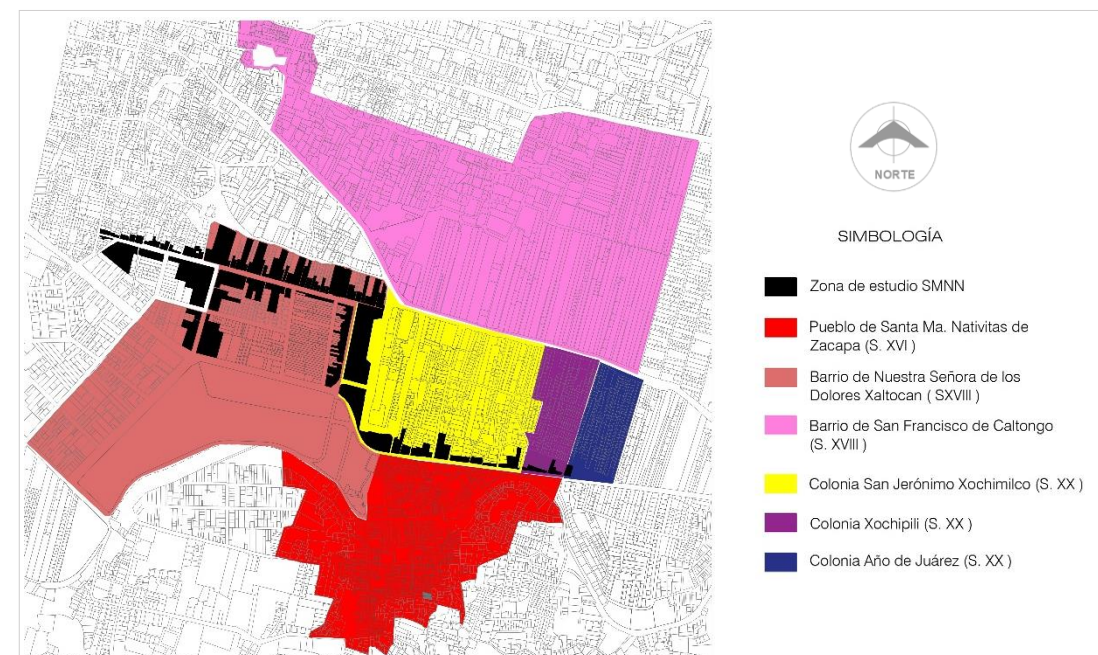 NORTE
SIMBOLOGÍA
Zona de estudio SMNN
Pueblo de Santa Ma. Nativitas de
Zacapa (S. XVI )
Barrio de Nuestra Señora de los
Dolores Xaltocan ( SXVIII )
Barrio de San Francisco de Caltongo
(S. XVIII )
Colonia San Jerónimo Xochimilco (S. XX )
Colonia Xochipili (S. XX )
Colonia Año de Juárez (S. XX )